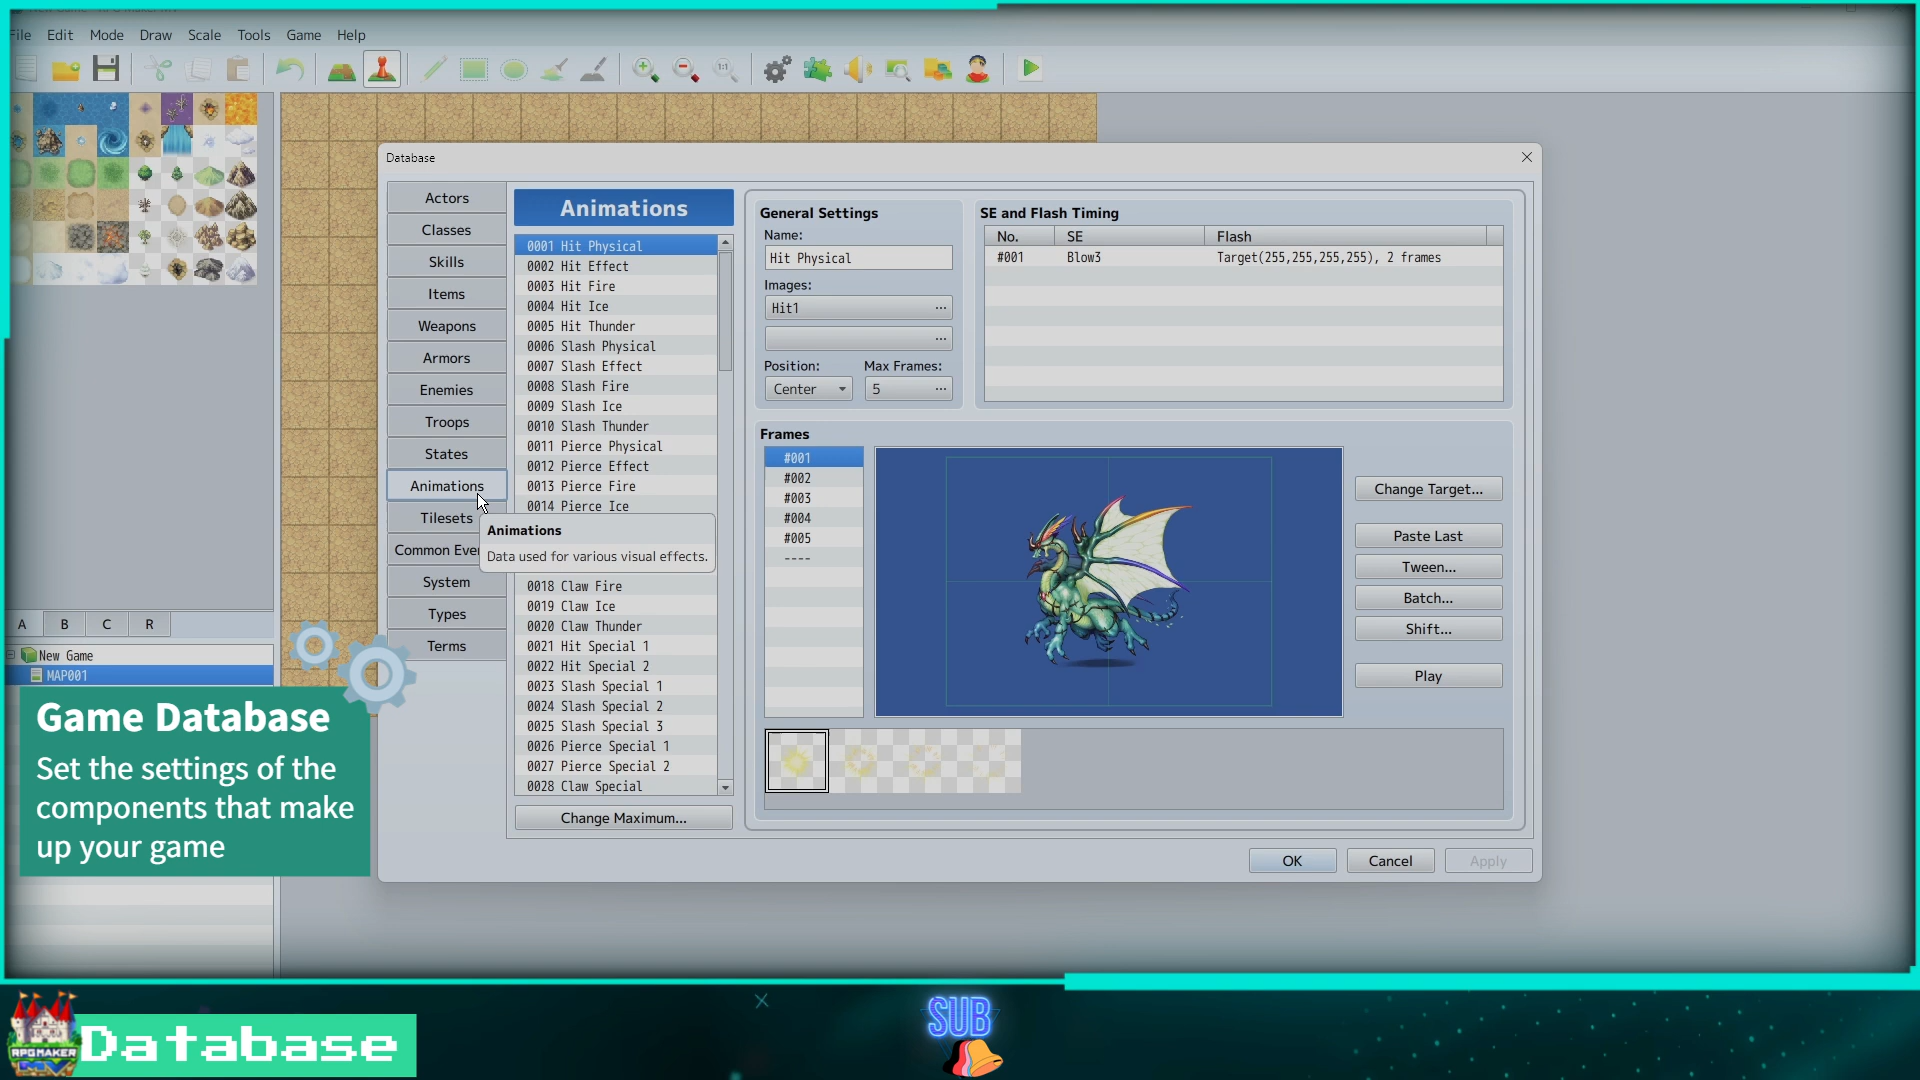 File Edit Mode Draw Scale Tools Game Help
1:1
Database
Actors
Classes
Skills
Items
Weapons
Armors
Enemies
Troops
States
Animations
Tilesets
Common Eve
System
Types
Terms
Animations
0001 Hit Physical
0002 Hit Effect
0003 Hit Fire
0004 Hit Ice
0005 Hit Thunder
0006 Slash Physical
0007 Slash Effect
0008 Slash Fire
0009 Slash Ice
0010 Slash Thunder
0011 Pierce Physical
0012 Pierce Effect
0013 Pierce Fire
0014 Pierce Ice
Animations
Data used for various visual effects.
0018 Claw Fire
0019 Claw Ice
0020 Claw Thunder
0021 Hit Special 1
0022 Hit Special 2
0023 Slash Special 1
0024 Slash Special 2
0025 Slash Special 3
0026 Pierce Special 1
0027 Pierce Special 2
0028 Claw Special
Change Maximum...
General Settings
Name:
Hit Physical
Images:
Hit1 ...
...
Position: Max Frames:
Center 5 ...
SE and Flash Timing
No. SE Flash
#001 Blow3 Target(255,255,255,255), 2 frames
Frames
#001
#002
#003
#004
#005
----
Change Target...
Paste Last
Tween...
Batch...
Shift...
Play
OK Cancel Apply
A B C R
New Game
MAP001
Game Database
Set the settings of the
components that make
up your game
RPG MAKER
MV
Database
SUB